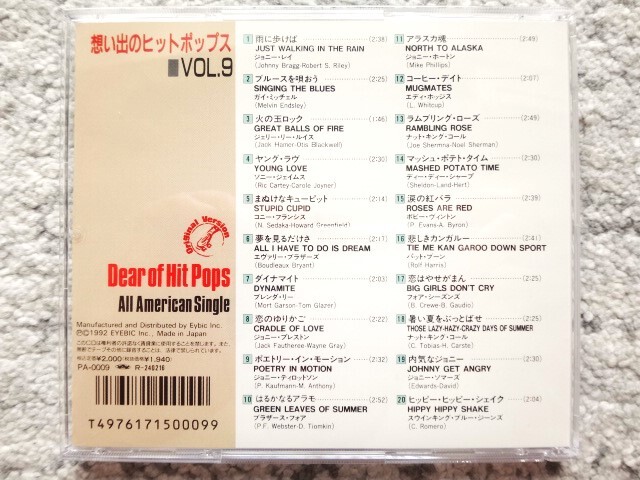 想い出のヒットポップス
VOL.9
Original Version
Dear of Hit Pops
All American Single
Manufactured and Distributed by Eyebic Inc.
℗©1992 EYEBIC Inc., Made in Japan
定価¥2,000(税抜価格¥1,940)
PA-0009 R-240216
T4976171500099
1 雨に歩けば (2:38)
JUST WALKING IN THE RAIN
ジョニー・レイ
(Johnny Bragg-Robert S. Riley)
2 ブルースを唄おう (2:25)
SINGING THE BLUES
ガイ・ミッチェル
(Melvin Endsley)
3 火の玉ロック (1:46)
GREAT BALLS OF FIRE
ジェリー・リー・ルイス
(Jack Hamer-Otis Blackwell)
4 ヤング・ラヴ (2:30)
YOUNG LOVE
ソニー・ジェイムス
(Ric Cartey-Carole Joyner)
5 まぬけなキューピット (2:14)
STUPID CUPID
コニー・フランシス
(N. Sedaka-Howard Greenfield)
6 夢を見るだけさ (2:17)
ALL I HAVE TO DO IS DREAM
エヴァリー・ブラザーズ
(Boudleaux Bryant)
7 ダイナマイト
DYNAMITE
ブレンダ・リー
(Mort Garson-Tom Glazer)
8 恋のゆりかご (2:22)
CRADLE OF LOVE
ジョニー・プレストン
(Jack Fautheree-Wayne Gray)
9 ポエトリー・イン・モーション (2:32)
POETRY IN MOTION
ジョニー・ティロットソン
(P. Kaufmann-M. Anthony)
10 はるかなるアラモ (2:52)
GREEN LEAVES OF SUMMER
ブラザース・フォア
(P.F. Webster-D. Tiomkin)
11 アラスカ魂 (2:49)
NORTH TO ALASKA
ジョニー・ホートン
(Mike Phillips)
12 コーヒー・デイト (2:07)
MUGMATES
エディ・ホッジス
(L. Whitcup)
13 ラムブリング・ローズ (2:49)
RAMBLING ROSE
ナット・キング・コール
(Joe Shermna-Noel Sherman)
14 マッシュ・ポテト・タイム (2:30)
MASHED POTATO TIME
ディー・ディー・シャープ
(Sheldon-Land-Hert)
15 涙の紅バラ (2:39)
ROSES ARE RED
ボビー・ヴィントン
(P. Evans-A. Byron)
16 悲しきカンガルー (2:41)
TIE ME KAN GAROO DOWN SPORT
パット・ブーン
(Rolf Harris)
17 恋はやせがまん (2:25)
BIG GIRLS DON'T CRY
フォア・シーズンズ
(B. Crewe-B. Gaudio)
18 暑い夏をぶっとばせ (2:25)
THOSE LAZY-HAZY-CRAZY DAYS OF SUMMER
ナット・キング・コール
(C. Tobias-H. Carste)
19 内気なジョニー (2:30)
JOHNNY GET ANGRY
ジョニー・ソマーズ
(Edwards-David)
20 ヒッピー・ヒッピー・シェイク (2:04)
HIPPY HIPPY SHAKE
スウインギング・ブルー・ジーンズ
(C. Romero)